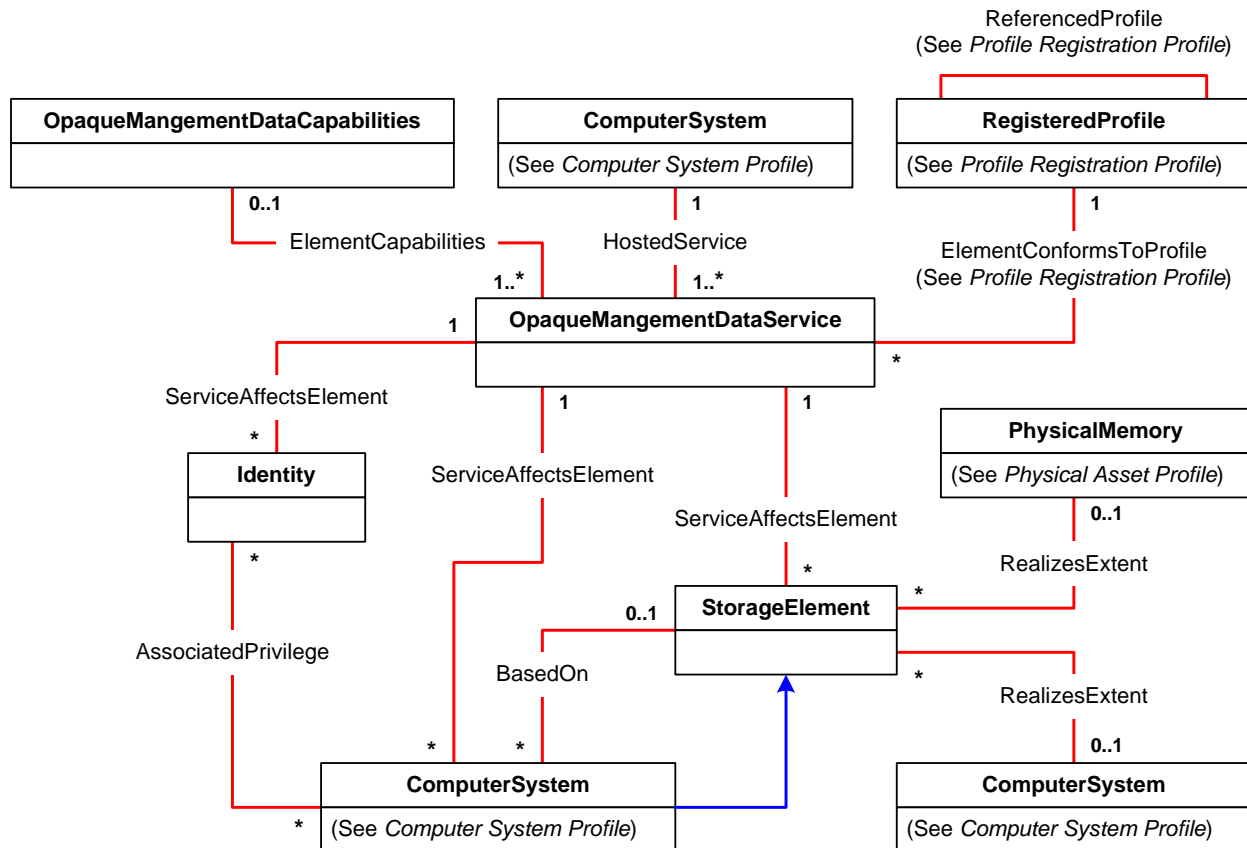 ReferencedProfile
(See Profile Registration Profile)
OpaqueMangementDataCapabilities
ComputerSystem
(See Computer System Profile)
RegisteredProfile
(See Profile Registration Profile)
0..1
1
1
ElementCapabilities
HostedService
ElementConformsToProfile
(See Profile Registration Profile)
1..*
1..*
OpaqueMangementDataService
1
*
ServiceAffectsElement
1
1
*
Identity
ServiceAffectsElement
PhysicalMemory
(See Physical Asset Profile)
0..1
ServiceAffectsElement
*
*
RealizesExtent
*
StorageElement
0..1
AssociatedPrivilege
BasedOn
*
RealizesExtent
*
*
0..1
ComputerSystem
(See Computer System Profile)
*
ComputerSystem
(See Computer System Profile)